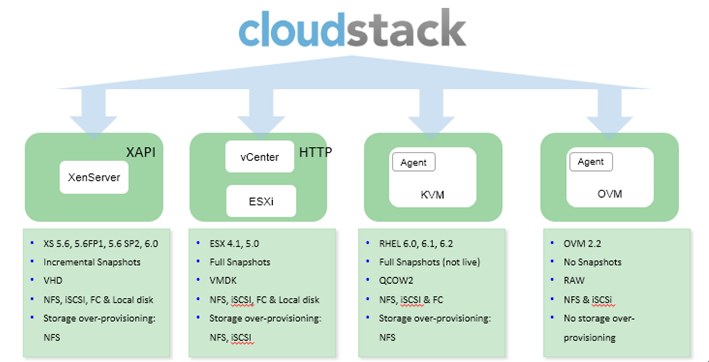 cloudstack
XAPI
XenServer
vCenter
HTTP
ESXi
Agent
KVM
Agent
OVM
• XS 5.6, 5.6FP1, 5.6 SP2, 6.0
• Incremental Snapshots
• VHD
• NFS, iSCSI, FC & Local disk
• Storage over-provisioning:
NFS
• ESX 4.1, 5.0
• Full Snapshots
• VMDK
• NFS, iSCSI, FC & Local disk
• Storage over-provisioning:
NFS, iSCSI
• RHEL 6.0, 6.1, 6.2
• Full Snapshots (not live)
• QCOW2
• NFS, iSCSI & FC
• Storage over-provisioning:
NFS
• OVM 2.2
• No Snapshots
• RAW
• NFS & iSCSi
• No storage over-
provisioning